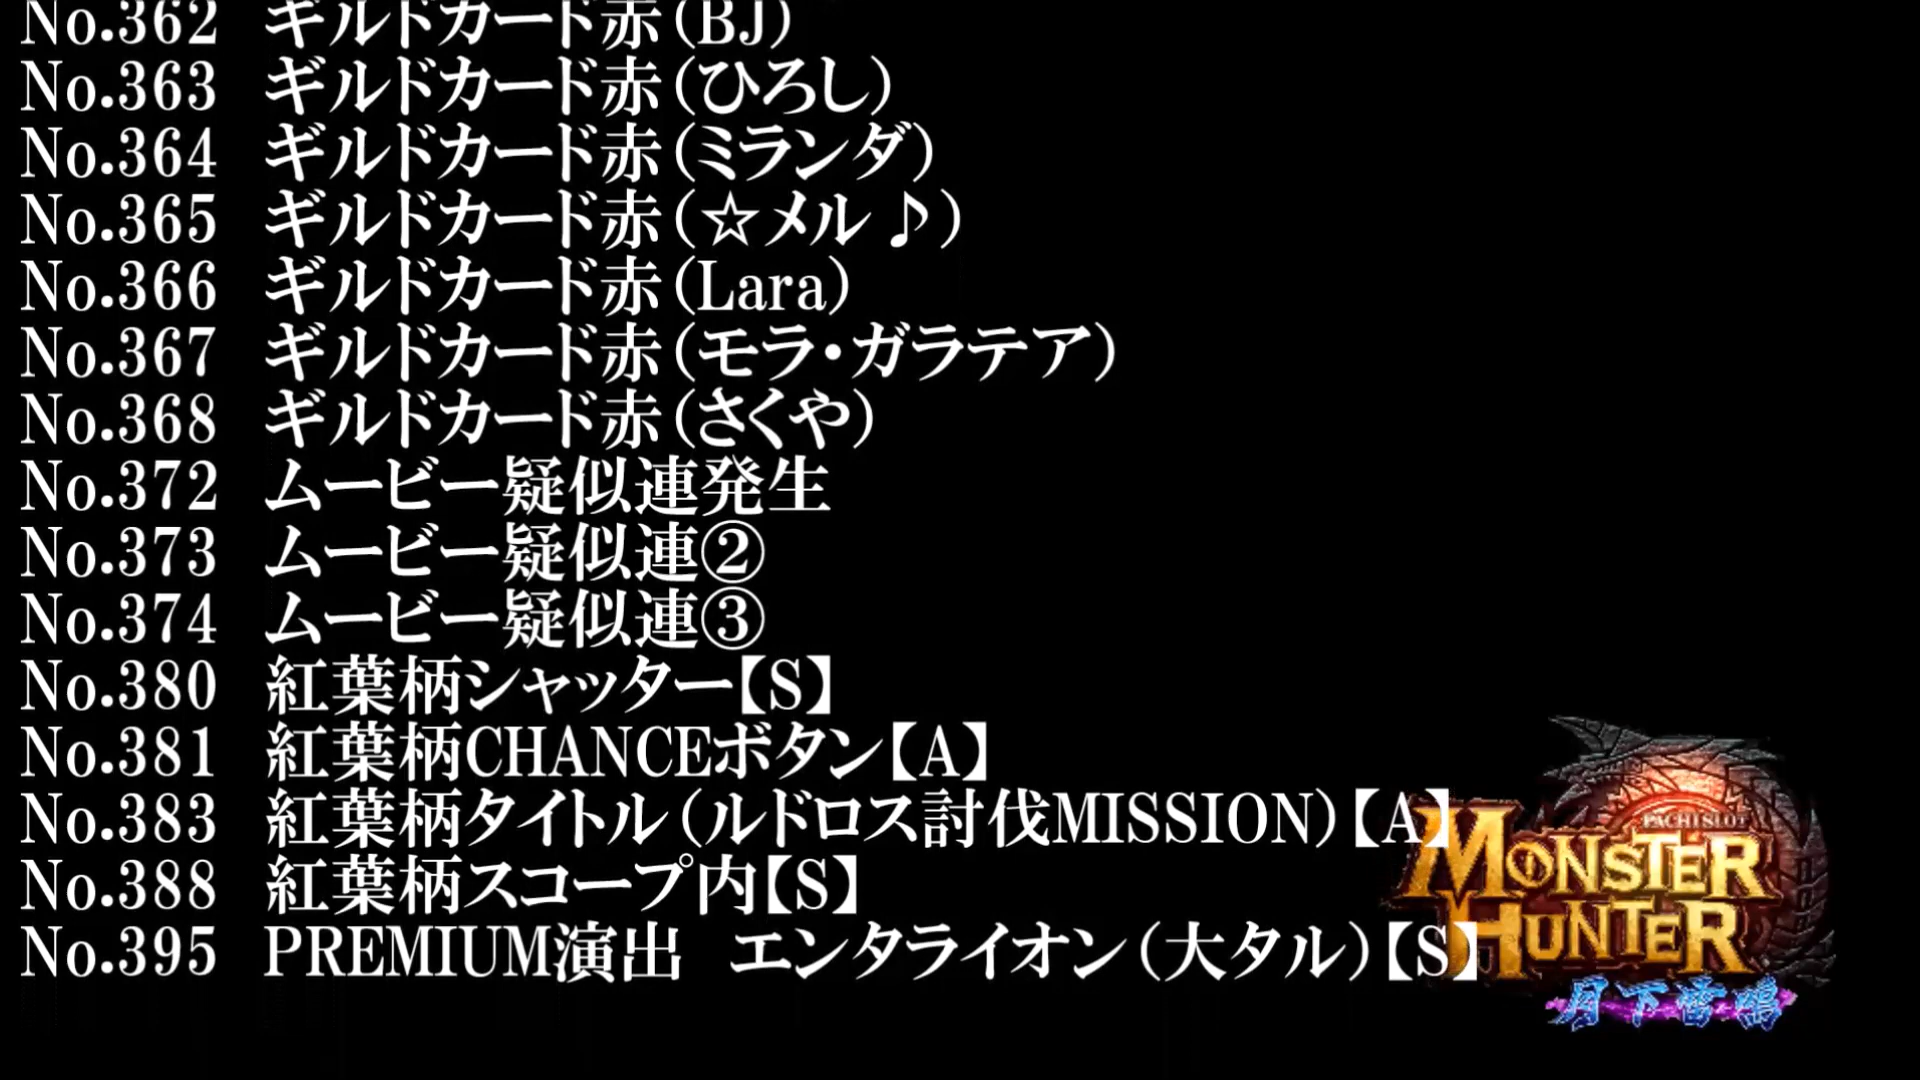 No.362 ギルドカード赤（BJ）
No.363 ギルドカード赤（ひろし）
No.364 ギルドカード赤（ミランダ）
No.365 ギルドカード赤（☆メル♪）
No.366 ギルドカード赤（Lara）
No.367 ギルドカード赤（モラ・ガラテア）
No.368 ギルドカード赤（さくや）
No.372 ムービー疑似連発生
No.373 ムービー疑似連②
No.374 ムービー疑似連③
No.380 紅葉柄シャッター【S】
No.381 紅葉柄CHANCEボタン【A】
No.383 紅葉柄タイトル（ルドロス討伐MISSION）【A】
No.388 紅葉柄スコープ内【S】
No.395 PREMIUM演出　エンタライオン（大タル）【S】
PACHISLOT
MONSTER
HUNTER
月下雷鳴